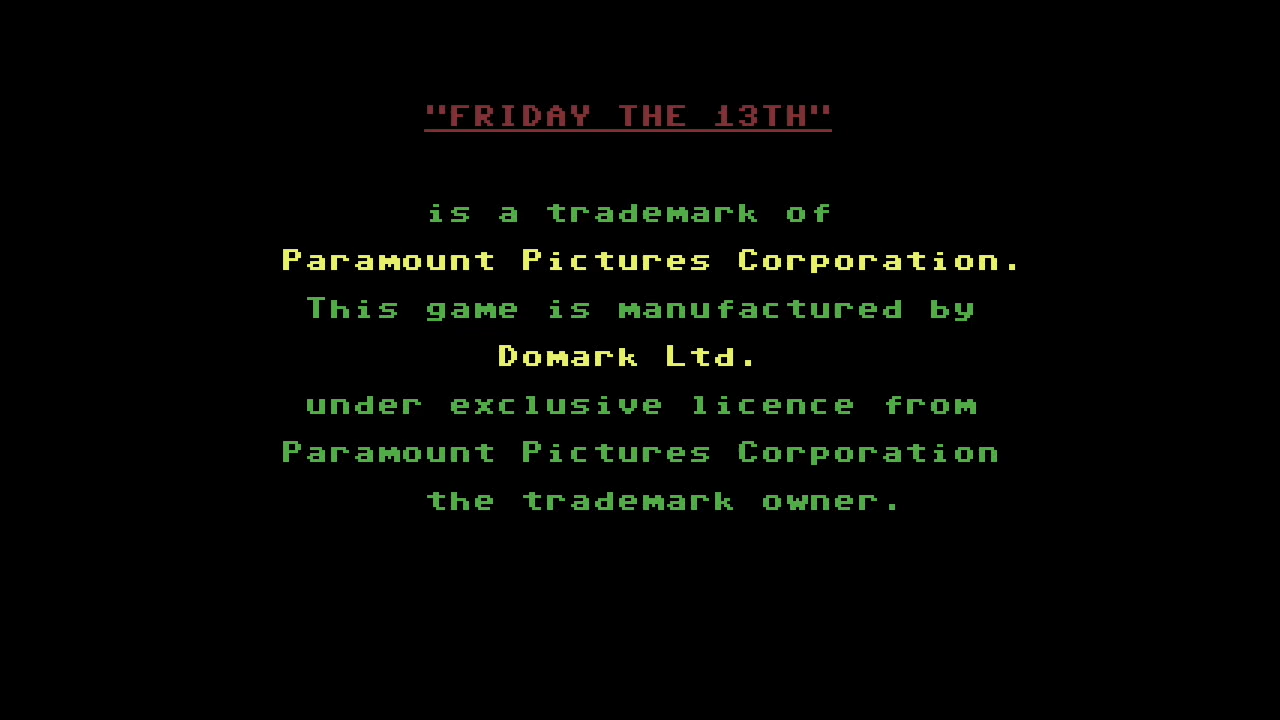 "FRIDAY THE 13TH"
is a trademark of
Paramount Pictures Corporation.
This game is manufactured by
Domark Ltd.
under exclusive licence from
Paramount Pictures Corporation
the trademark owner.